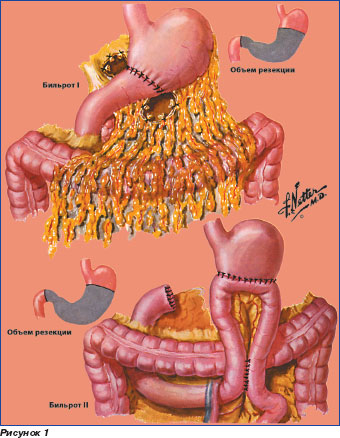 Бильрот I
Объем резекции
F. Netter
M.D.
Объем резекции
Бильрот II
Рисунок 1